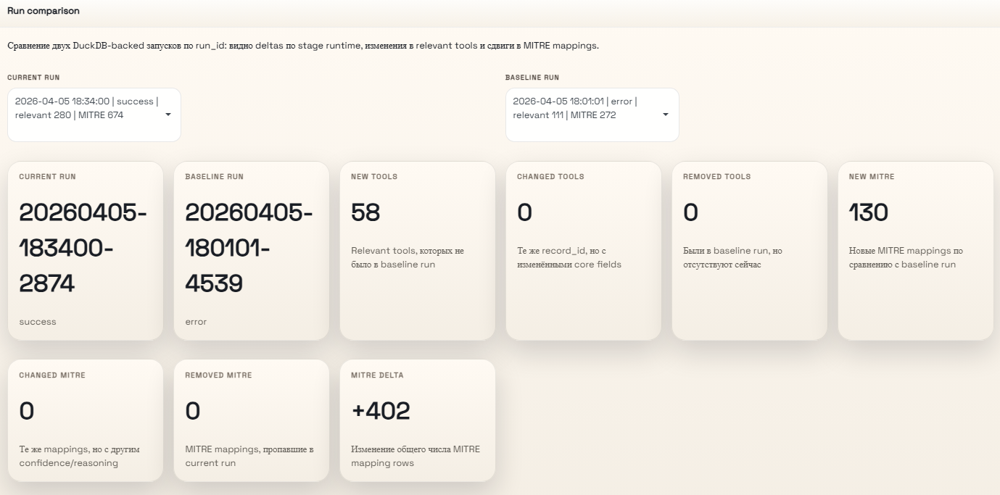 Run comparison
Сравнение двух DuckDB-backed запусков по run_id: видно deltas по stage runtime, изменения в relevant tools и сдвиги в MITRE mappings.
CURRENT RUN
2026-04-05 18:34:00 | success |
relevant 280 | MITRE 674
BASELINE RUN
2026-04-05 18:01:01 | error |
relevant 111 | MITRE 272
CURRENT RUN
20260405-
183400-
2874
success
BASELINE RUN
20260405-
180101-
4539
error
NEW TOOLS
58
Relevant tools, которых не
было в baseline run
CHANGED TOOLS
0
Те же record_id, но с
изменёнными core fields
REMOVED TOOLS
0
Были в baseline run, но
отсутствуют сейчас
NEW MITRE
130
Новые MITRE mappings по
сравнению с baseline run
CHANGED MITRE
0
Те же mappings, но с другим
confidence/reasoning
REMOVED MITRE
0
MITRE mappings, пропавшие в
current run
MITRE DELTA
+402
Изменение общего числа MITRE
mapping rows